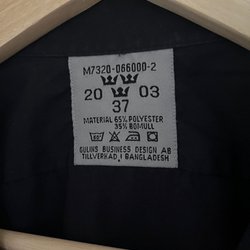 M7320-066000-2
20 03
37
MATERIAL 65% POLYESTER
35% BOMULL
GULINS BUSINESS DESIGN AB
TILLVERKAD I BANGLADESH